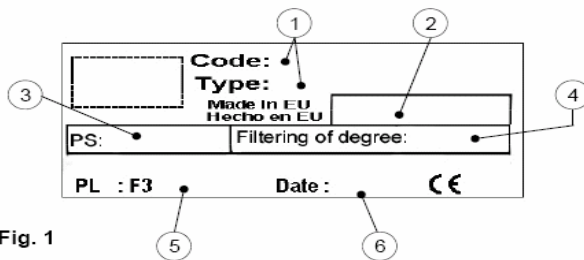 1
2
Code:
Type:
3
4
Made in EU
Hecho en EU
PS:
Filtering of degree:
PL : F3
Date :
CE
Fig. 1
5
6